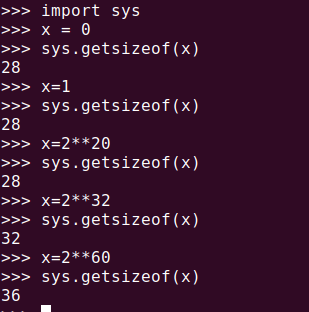 >>> import sys
>>> x = 0
>>> sys.getsizeof(x)
28
>>> x=1
>>> sys.getsizeof(x)
28
>>> x=2**20
>>> sys.getsizeof(x)
28
>>> x=2**32
>>> sys.getsizeof(x)
32
>>> x=2**60
>>> sys.getsizeof(x)
36
>>>